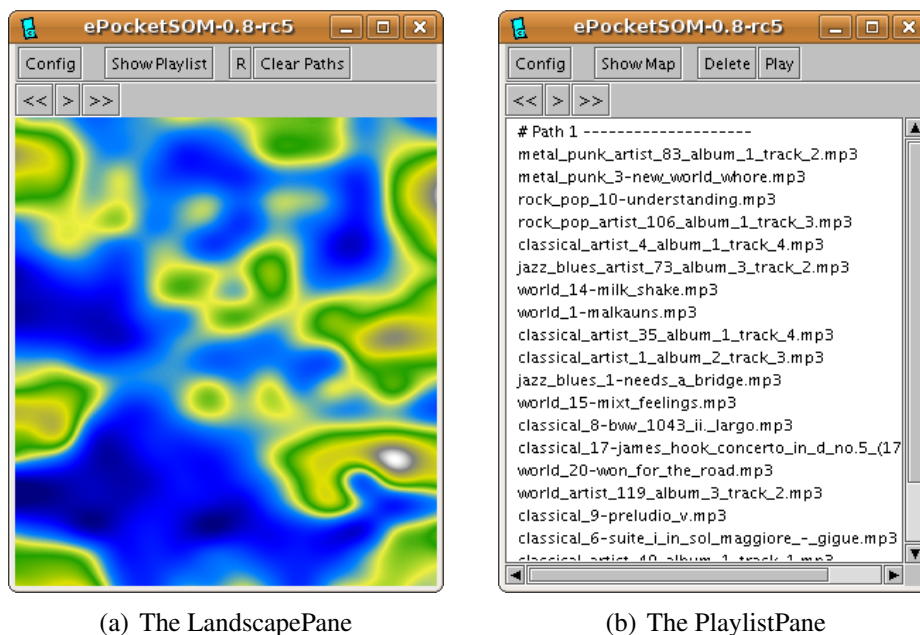 ePocketSOM-0.8-rc5
Config Show Playlist R Clear Paths
<< > >>
(a) The LandscapePane
ePocketSOM-0.8-rc5
Config Show Map Delete Play
<< > >>
# Path 1 --------------------
metal_punk_artist_83_album_1_track_2.mp3
metal_punk_3-new_world_whore.mp3
rock_pop_10-understanding.mp3
rock_pop_artist_106_album_1_track_3.mp3
classical_artist_4_album_1_track_4.mp3
jazz_blues_artist_73_album_3_track_2.mp3
world_14-milk_shake.mp3
world_1-malkauns.mp3
classical_artist_35_album_1_track_4.mp3
classical_artist_1_album_2_track_3.mp3
jazz_blues_1-needs_a_bridge.mp3
world_15-mixt_feelings.mp3
classical_8-bwv_1043_ii._largo.mp3
classical_17-james_hook_concerto_in_d_no.5_(17
world_20-won_for_the_road.mp3
world_artist_119_album_3_track_2.mp3
classical_9-preludio_v.mp3
classical_6-suite_i_in_sol_maggiore_-_gigue.mp3
classical_artist_40_album_1_track_1.mp3
(b) The PlaylistPane